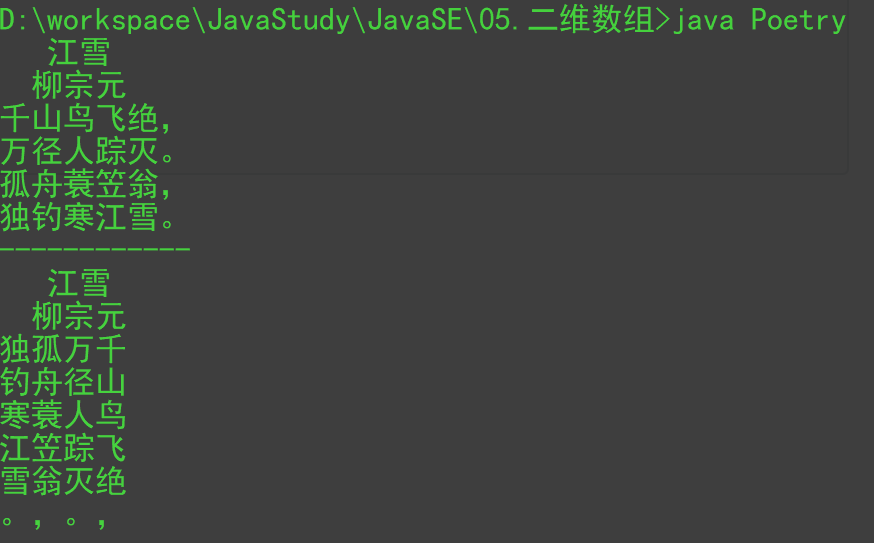 D:\workspace\JavaStudy\JavaSE\05.二维数组>java Poetry
   江雪
  柳宗元
千山鸟飞绝，
万径人踪灭。
孤舟蓑笠翁，
独钓寒江雪。
------------
   江雪
  柳宗元
独孤万千
钓舟径山
寒蓑人鸟
江笠踪飞
雪翁灭绝
。，。，